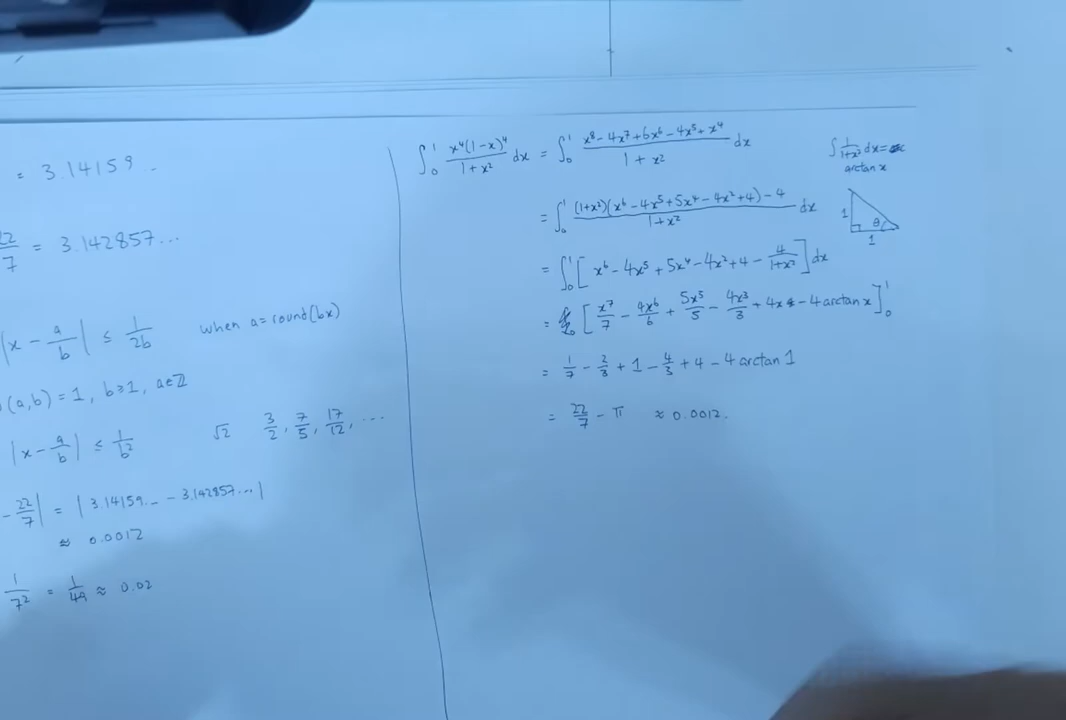 = 3.14159...
22/7 = 3.142857...
|x - a/b| ≤ 1/2b when a = round(bx)
(a,b) = 1, b ≥ 1, a∈ℤ
|x - a/b| ≤ 1/b²
√2 3/2, 7/5, 17/12, ...
- 22/7| = |3.14159... - 3.142857...|
≈ 0.0012
1/7² = 1/49 ≈ 0.02
∫₀¹ x⁴(1-x)⁴/(1+x²) dx = ∫₀¹ (x⁸ - 4x⁷ + 6x⁶ - 4x⁵ + x⁴)/(1+x²) dx
= ∫₀¹ ((1+x²)(x⁶ - 4x⁵ + 5x⁴ - 4x² + 4) - 4)/(1+x²) dx
= ∫₀¹ [x⁶ - 4x⁵ + 5x⁴ - 4x² + 4 - 4/(1+x²)] dx
= [x⁷/7 - 4x⁶/6 + 5x⁵/5 - 4x³/3 + 4x - 4 arctan x]₀¹
= 1/7 - 2/3 + 1 - 4/3 + 4 - 4 arctan 1
= 22/7 - π ≈ 0.0012.
∫ 1/(1+x²) dx =
arctan x
1
θ
1